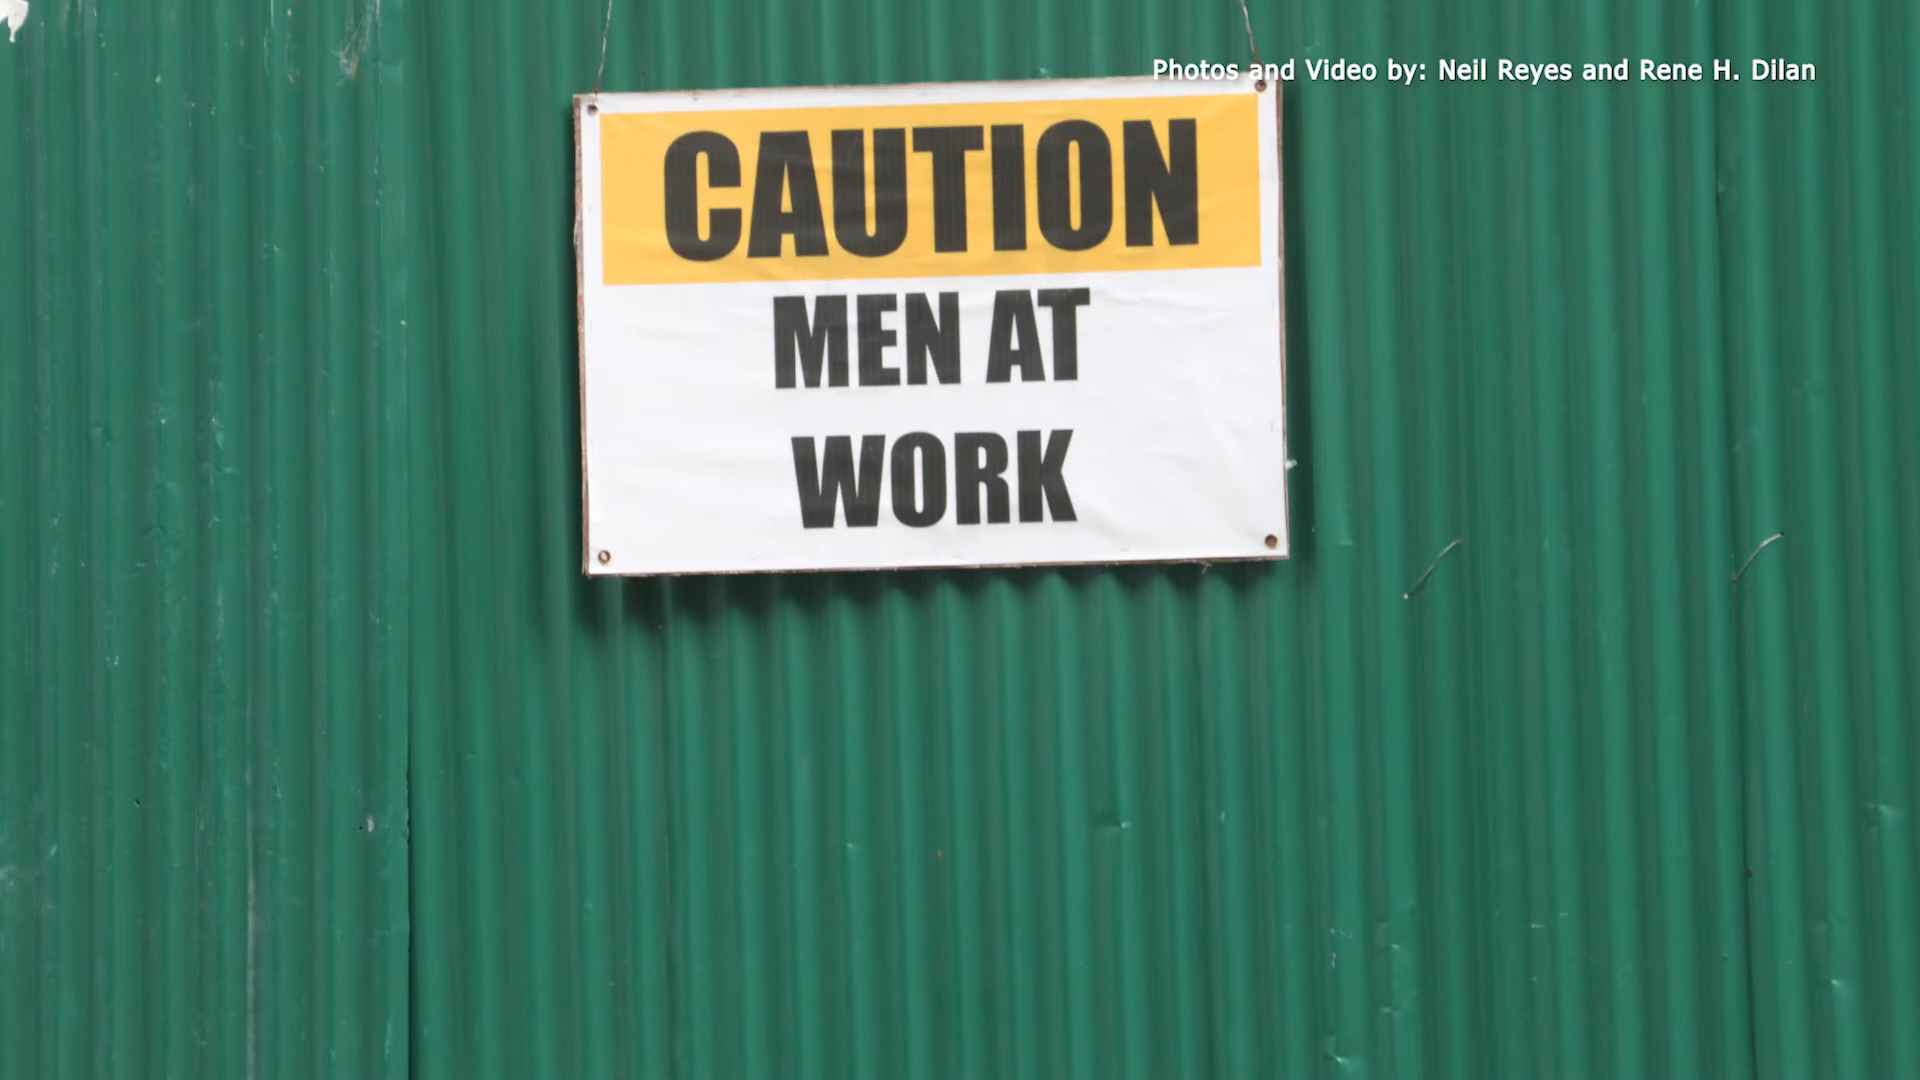 Photos and Video by: Neil Reyes and Rene H. Dilan
CAUTION
MEN AT
WORK